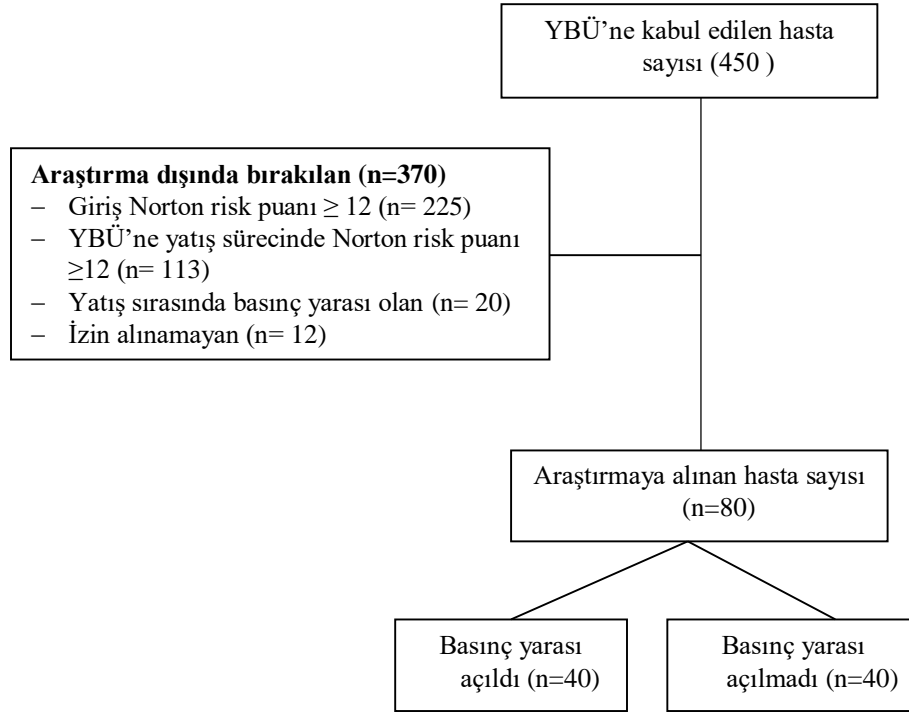 YBÜ’ne kabul edilen hasta
sayısı (450 )
Araştırma dışında bırakılan (n=370)
− Giriş Norton risk puanı ≥ 12 (n= 225)
− YBÜ’ne yatış sürecinde Norton risk puanı
≥12 (n= 113)
− Yatış sırasında basınç yarası olan (n= 20)
− İzin alınamayan (n= 12)
Araştırmaya alınan hasta sayısı
(n=80)
Basınç yarası
açıldı (n=40)
Basınç yarası
açılmadı (n=40)